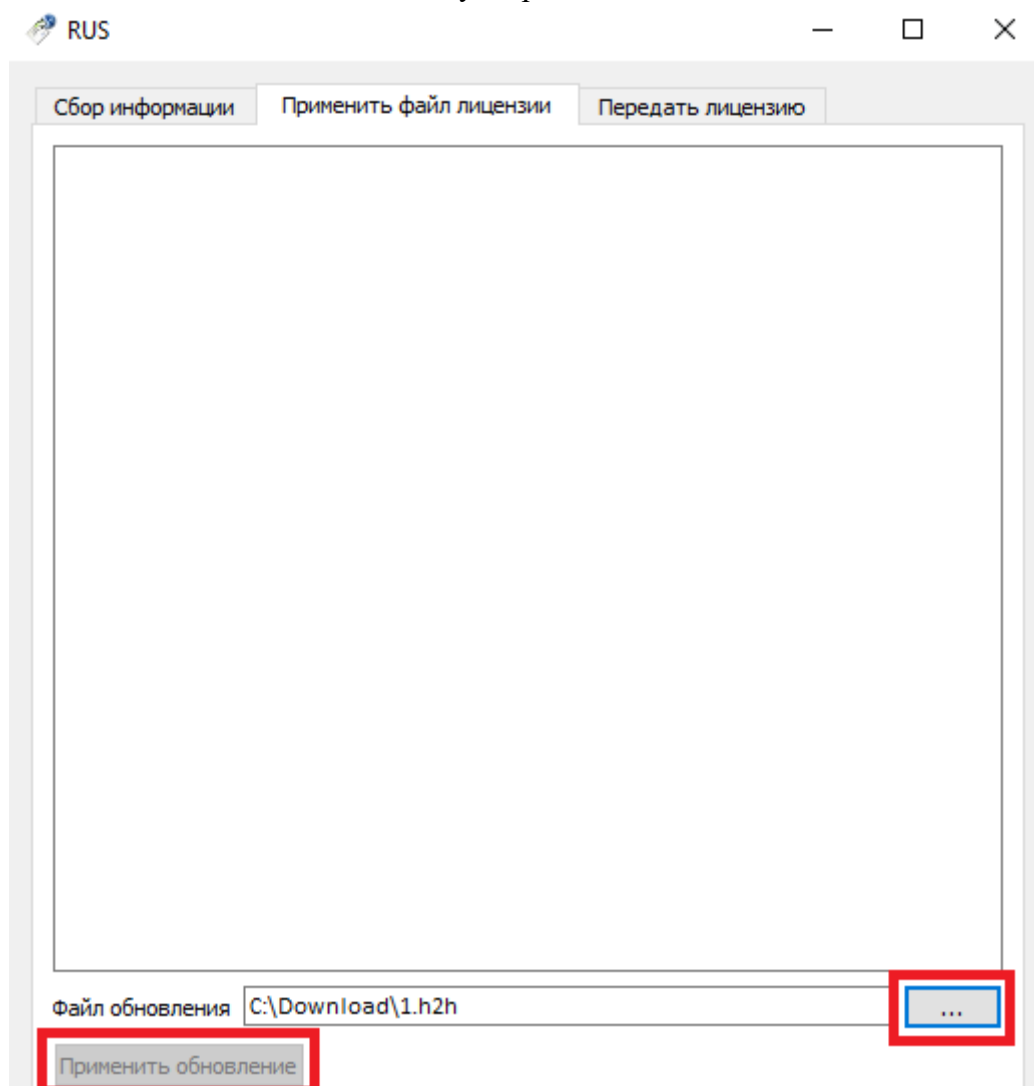 RUS
Сбор информации Применить файл лицензии Передать лицензию
Файл обновления C:\Download\1.h2h ...
Применить обновление